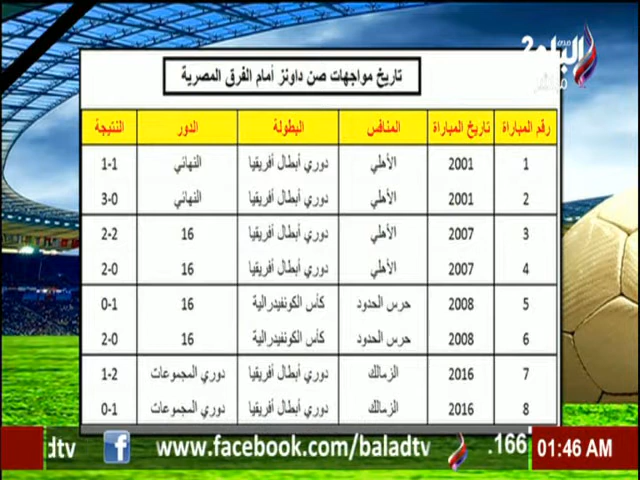 البلد 2
مباشر
تاريخ مواجهات صن داونز أمام الفرق المصرية
رقم المباراة تاريخ المباراة المنافس البطولة الدور النتيجة
1 2001 الأهلي دوري أبطال أفريقيا النهائي 1-1
2 2001 الأهلي دوري أبطال أفريقيا النهائي 3-0
3 2007 الأهلي دوري أبطال أفريقيا 16 2-2
4 2007 الأهلي دوري أبطال أفريقيا 16 2-0
5 2008 حرس الحدود كأس الكونفيدرالية 16 0-1
6 2008 حرس الحدود كأس الكونفيدرالية 16 2-0
7 2016 الزمالك دوري أبطال أفريقيا دوري المجموعات 1-2
8 2016 الزمالك دوري أبطال أفريقيا دوري المجموعات 0-1
dtv f www.facebook.com/baladtv .166 01:46 AM